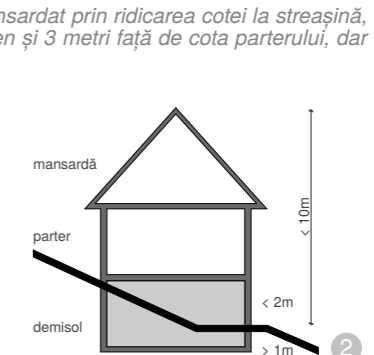 nsardat prin ridicarea cotei la streașină,
en și 3 metri față de cota parterului, dar
mansardă
< 10m
parter
< 2m
demisol
> 1m
2